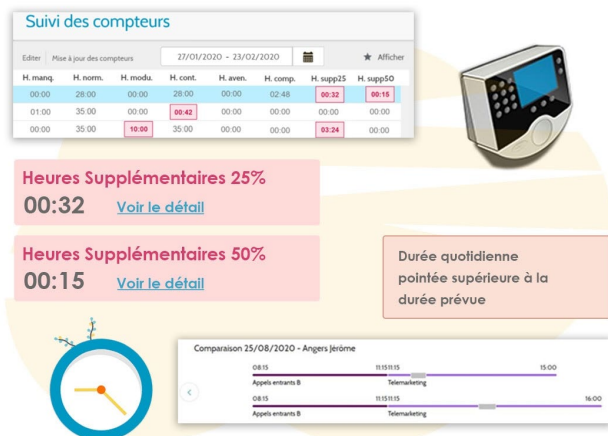 Suivi des compteurs
Editer Mise à jour des compteurs 27/01/2020 - 23/02/2020 Afficher
H. manq. H. norm. H. modu. H. cont. H. aven. H. comp. H. supp25 H. supp50
00:00 28:00 00:00 28:00 00:00 02:48 00:32 00:15
01:00 35:00 00:00 00:42 00:00 00:00 00:00 00:00
00:00 35:00 10:00 35:00 00:00 00:00 03:24 00:00
Heures Supplémentaires 25%
00:32 Voir le détail
Heures Supplémentaires 50%
00:15 Voir le détail
Durée quotidienne
pointée supérieure à la
durée prévue
Comparaison 25/08/2020 - Angers Jérôme
08:15 11:15 11:15 15:00
Appels entrants B Telemarketing
08:15 11:15 11:15 16:00
Appels entrants B Telemarketing